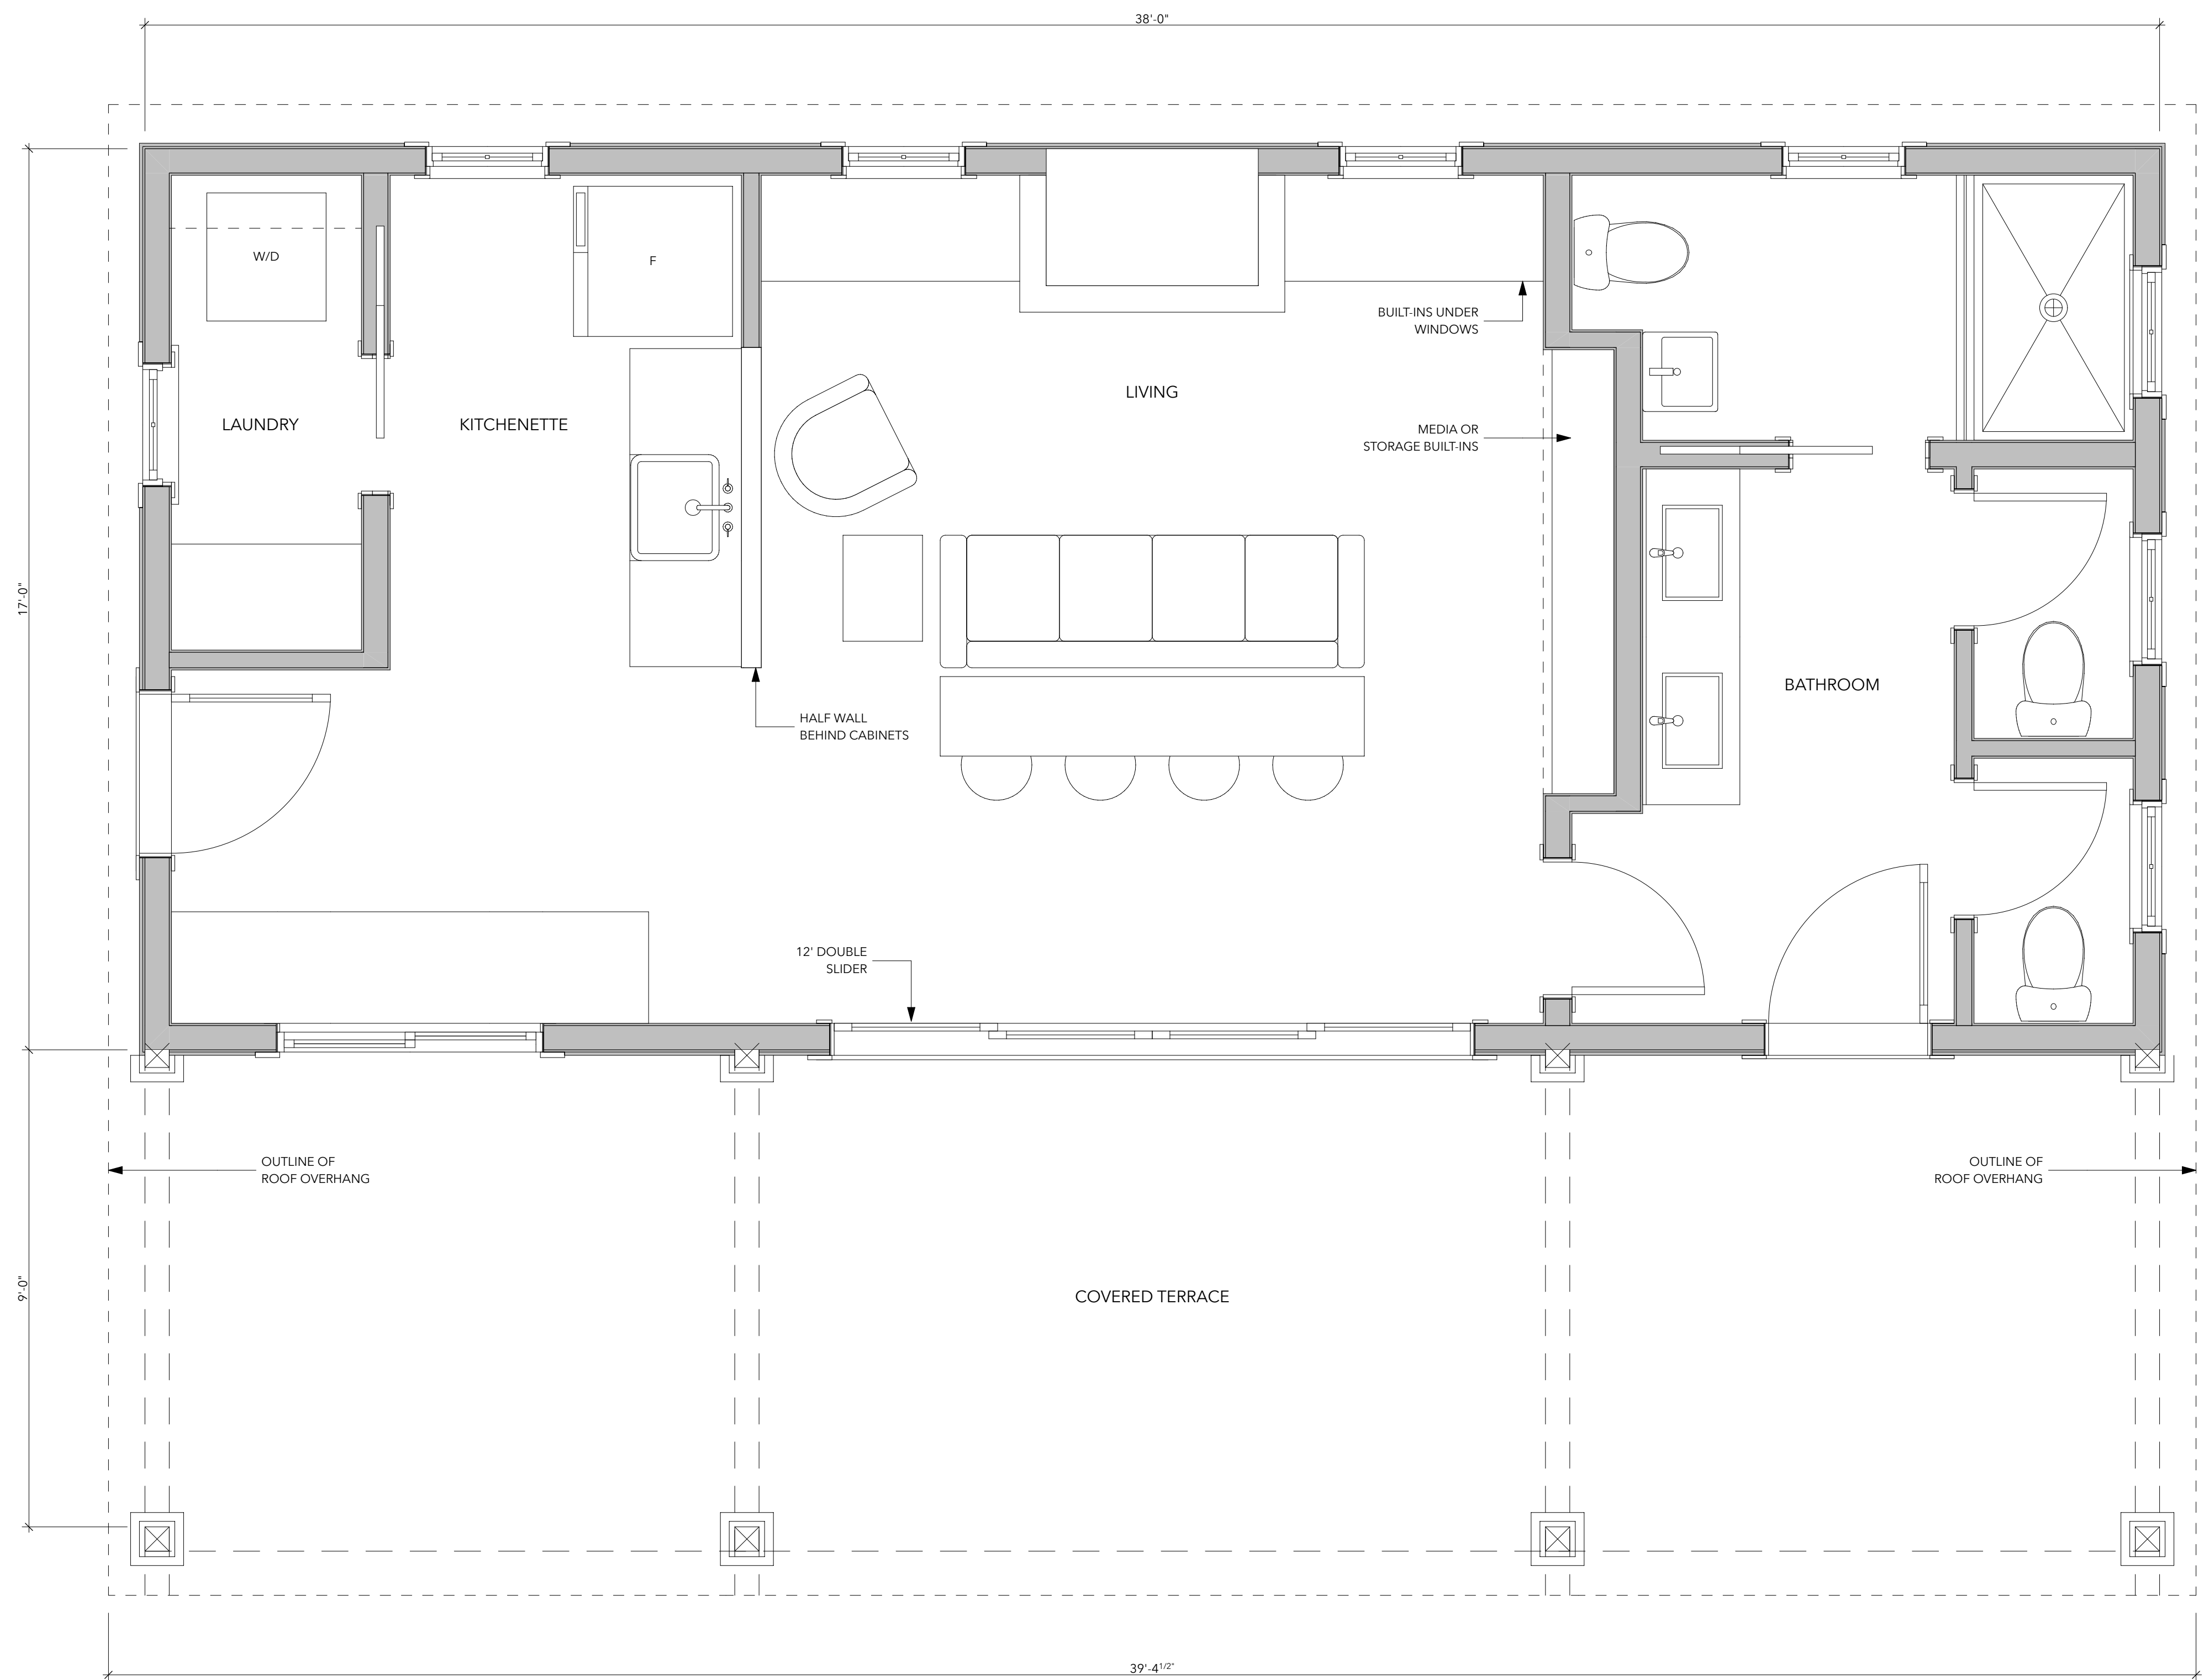 38'-0"
W/D
F
BUILT-INS UNDER
WINDOWS
LIVING
LAUNDRY
KITCHENETTE
MEDIA OR
STORAGE BUILT-INS
17'-0"
BATHROOM
HALF WALL
BEHIND CABINETS
12' DOUBLE
SLIDER
OUTLINE OF
ROOF OVERHANG
OUTLINE OF
ROOF OVERHANG
9'-0"
COVERED TERRACE
39'-4 1/2"